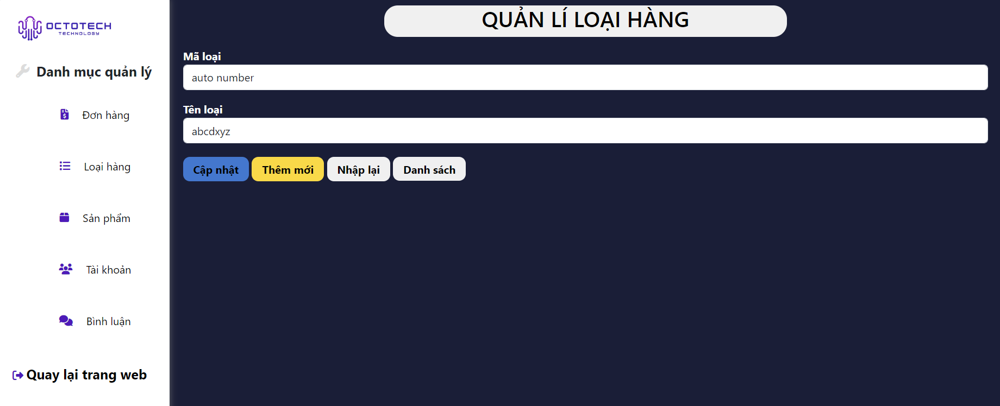 OCTOTECH
TECHNOLOGY
Danh mục quản lý
Đơn hàng
Loại hàng
Sản phẩm
Tài khoản
Bình luận
Quay lại trang web
QUẢN LÍ LOẠI HÀNG
Mã loại
auto number
Tên loại
abcdxyz
Cập nhật Thêm mới Nhập lại Danh sách